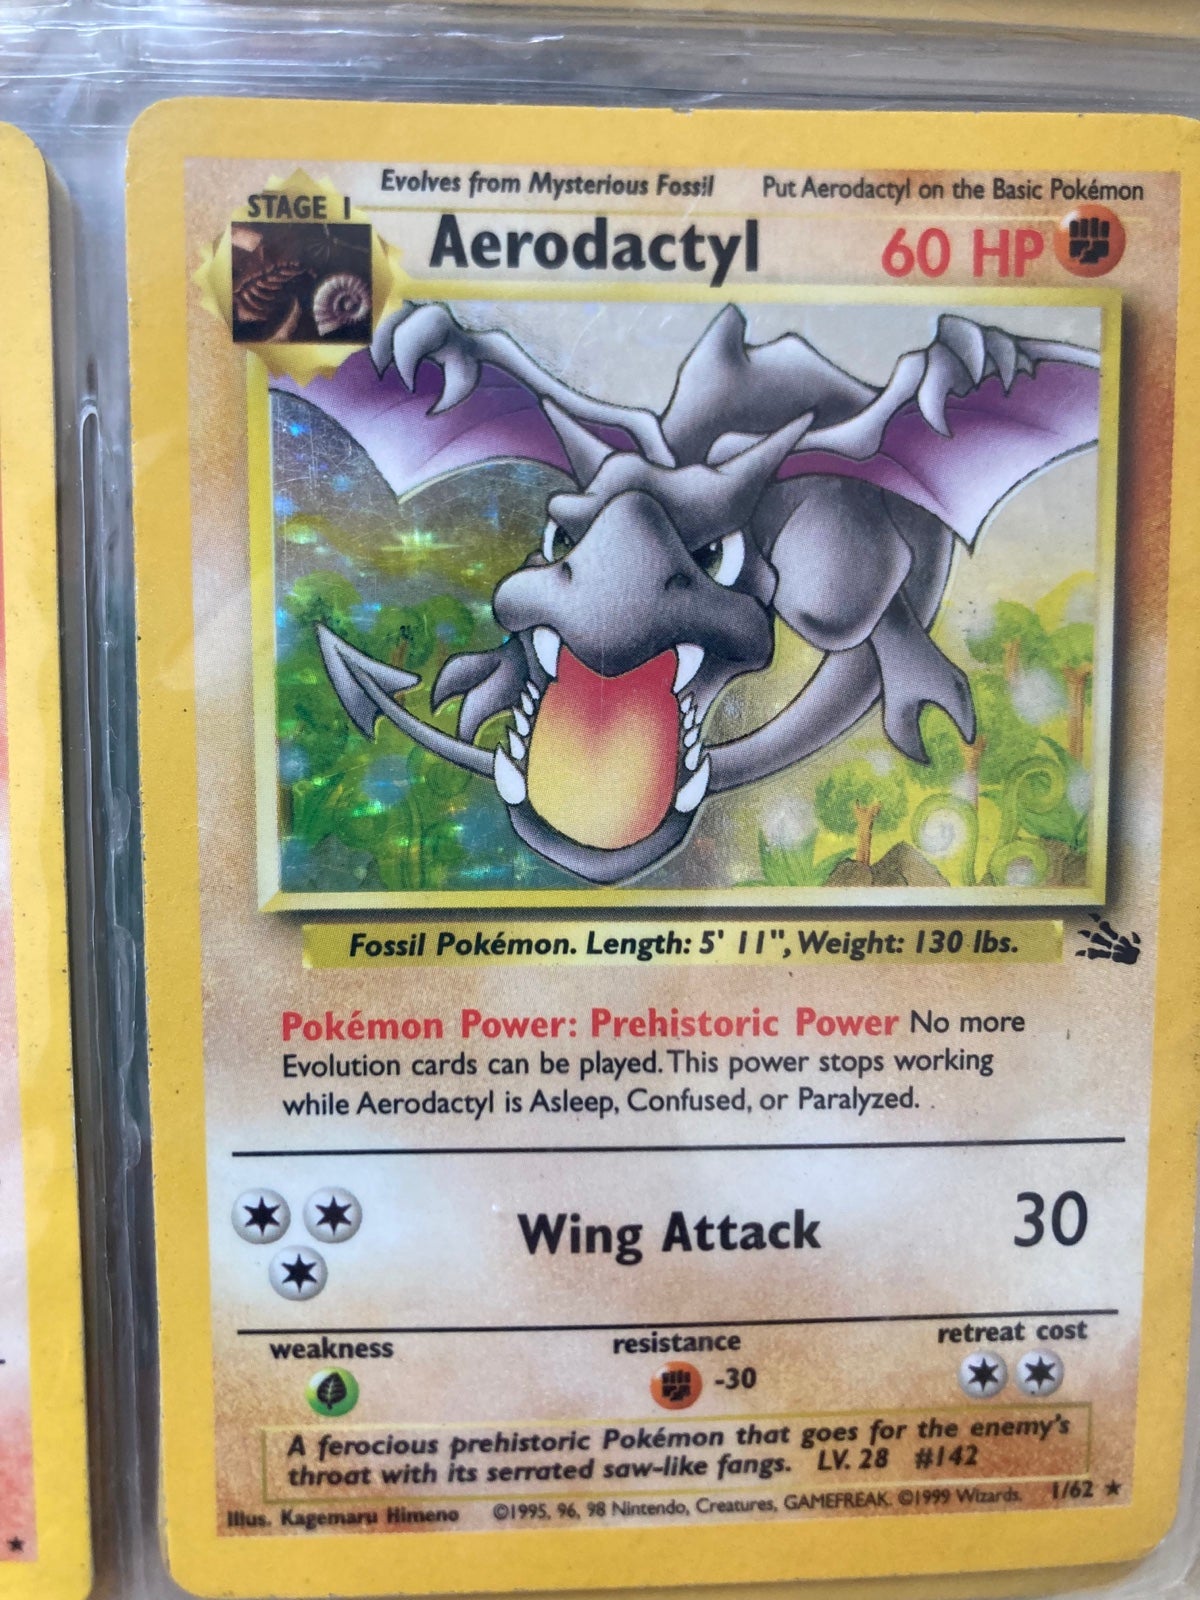 Evolves from Mysterious Fossil Put Aerodactyl on the Basic Pokémon
STAGE 1
Aerodactyl 60 HP
Fossil Pokémon. Length: 5' 11", Weight: 130 lbs.
Pokémon Power: Prehistoric Power No more
Evolution cards can be played. This power stops working
while Aerodactyl is Asleep, Confused, or Paralyzed.
Wing Attack 30
weakness resistance retreat cost
-30
A ferocious prehistoric Pokémon that goes for the enemy's
throat with its serrated saw-like fangs. LV. 28 #142
Illus. Kagemaru Himeno ©1995, 96, 98 Nintendo, Creatures, GAMEFREAK. ©1999 Wizards. 1/62 ★